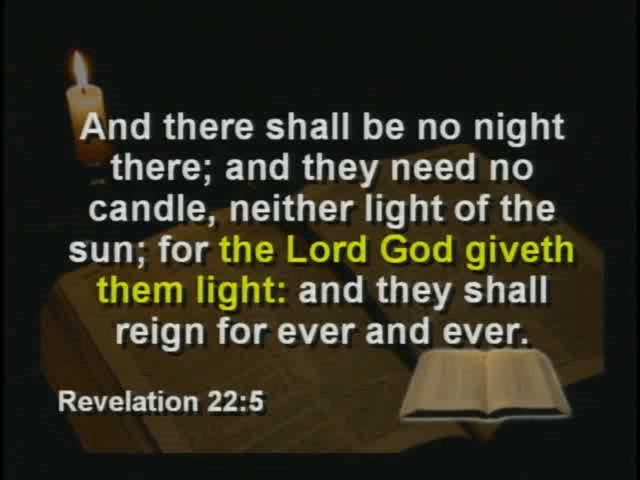 And there shall be no night
there; and they need no
candle, neither light of the
sun; for the Lord God giveth
them light: and they shall
reign for ever and ever.
Revelation 22:5